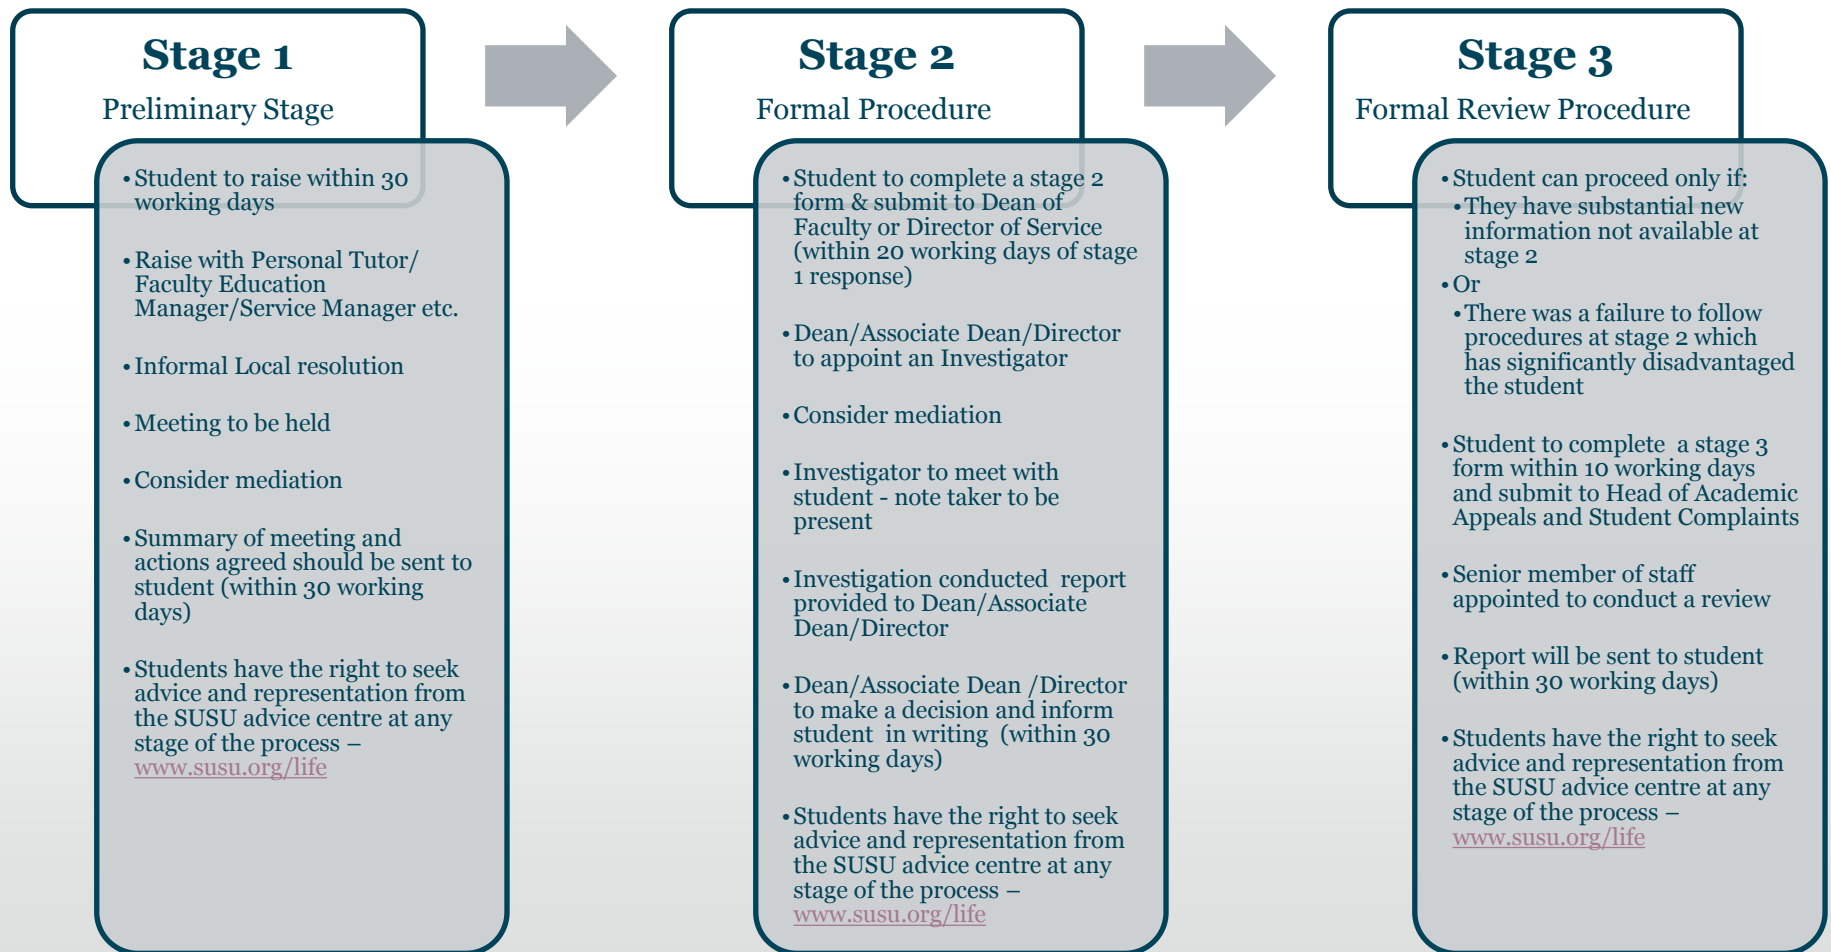 Stage 1
Preliminary Stage
•Student to raise within 30
working days
•Raise with Personal Tutor/
Faculty Education
Manager/Service Manager etc.
•Informal Local resolution
•Meeting to be held
•Consider mediation
•Summary of meeting and
actions agreed should be sent to
student (within 30 working
days)
•Students have the right to seek
advice and representation from
the SUSU advice centre at any
stage of the process –
www.susu.org/life
Stage 2
Formal Procedure
•Student to complete a stage 2
form & submit to Dean of
Faculty or Director of Service
(within 20 working days of stage
1 response)
•Dean/Associate Dean/Director
to appoint an Investigator
•Consider mediation
•Investigator to meet with
student - note taker to be
present
•Investigation conducted  report
provided to Dean/Associate
Dean/Director
•Dean/Associate Dean /Director
to make a decision and inform
student  in writing  (within 30
working days)
•Students have the right to seek
advice and representation from
the SUSU advice centre at any
stage of the process –
www.susu.org/life
Stage 3
Formal Review Procedure
•Student can proceed only if:
•They have substantial new
information not available at
stage 2
•Or
•There was a failure to follow
procedures at stage 2 which
has significantly disadvantaged
the student
•Student to complete  a stage 3
form within 10 working days
and submit to Head of Academic
Appeals and Student Complaints
•Senior member of staff
appointed to conduct a review
•Report will be sent to student
(within 30 working days)
•Students have the right to seek
advice and representation from
the SUSU advice centre at any
stage of the process –
www.susu.org/life